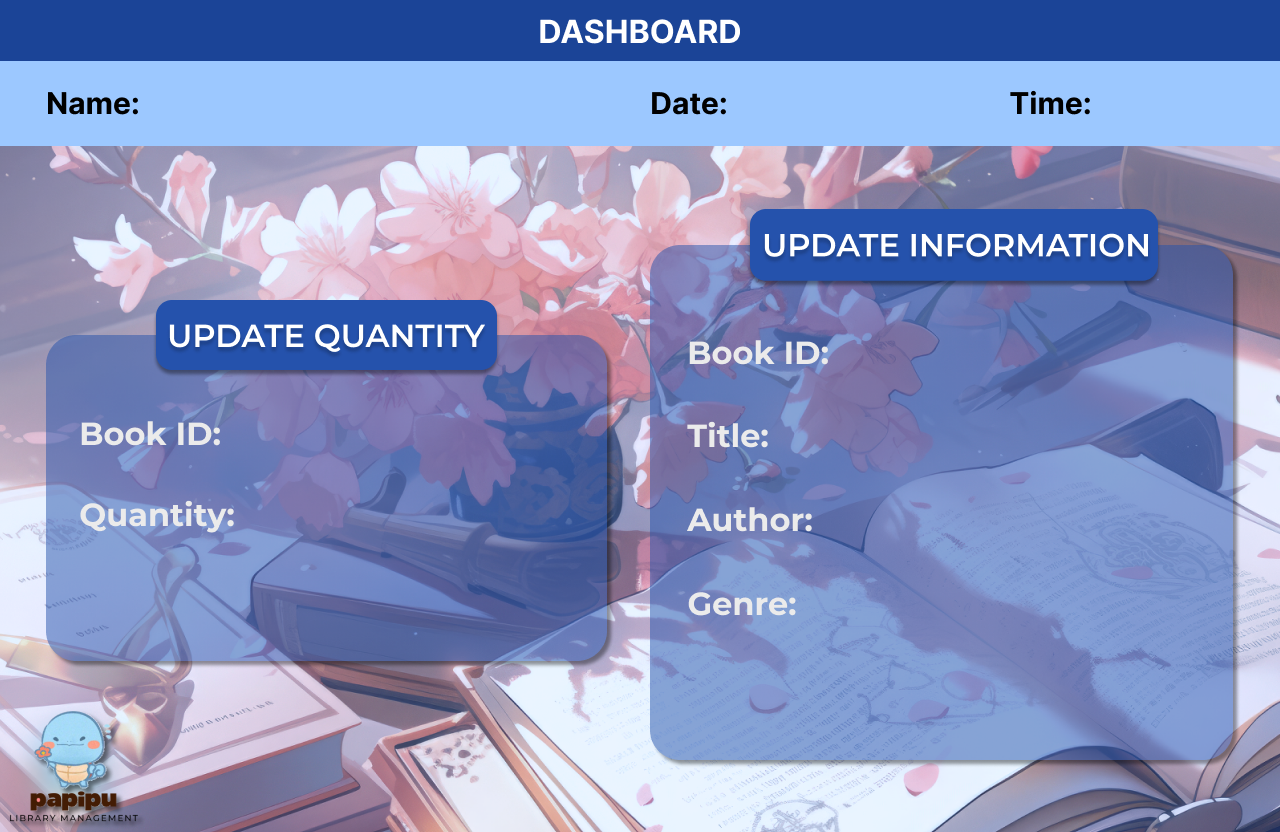 DASHBOARD
Name: Date: Time:
UPDATE QUANTITY
Book ID:
Quantity:
UPDATE INFORMATION
Book ID:
Title:
Author:
Genre:
papipu
LIBRARY MANAGEMENT